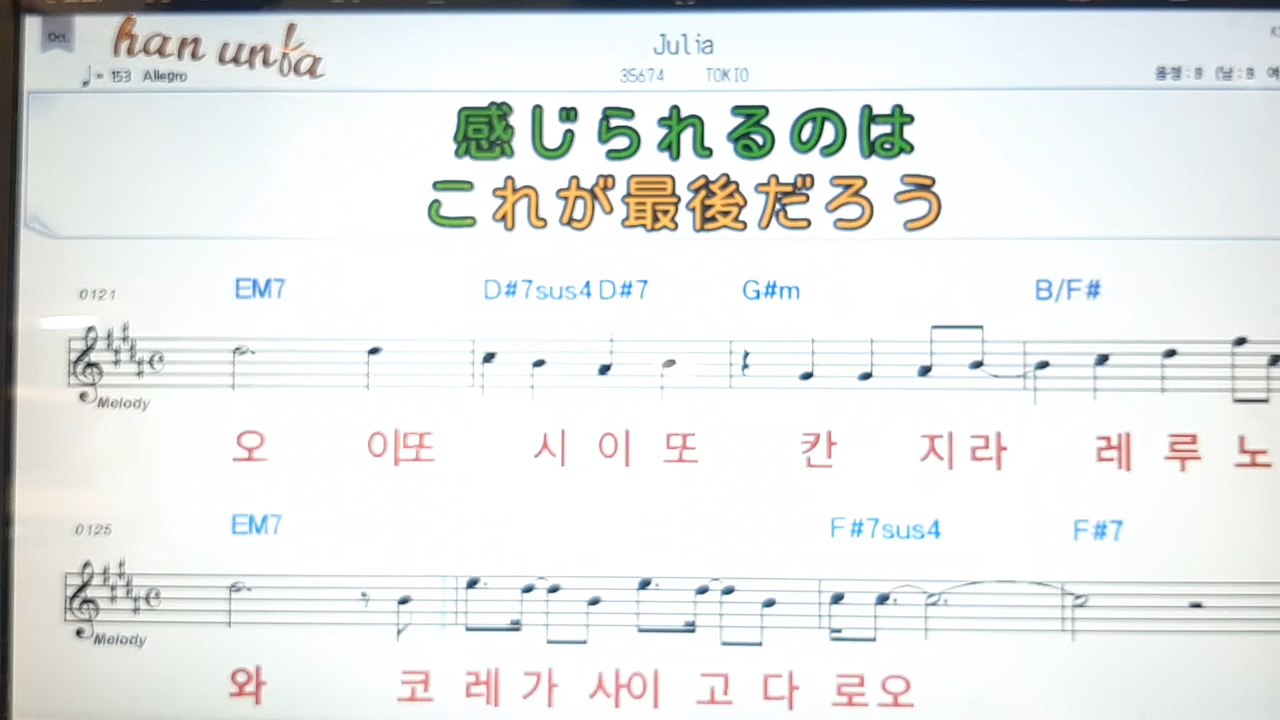 Del
han unfa
Julia
♩= 153 Allegro
35674 TOKIO
感じられるのは
これが最後だろう
0121
EM7 D#7sus4 D#7 G#m B/F#
Melody
오 이또 시 이 또 칸 지 라 레 루 노
0125
EM7 F#7sus4 F#7
Melody
와 코 레 가 사이 고 다 로 오